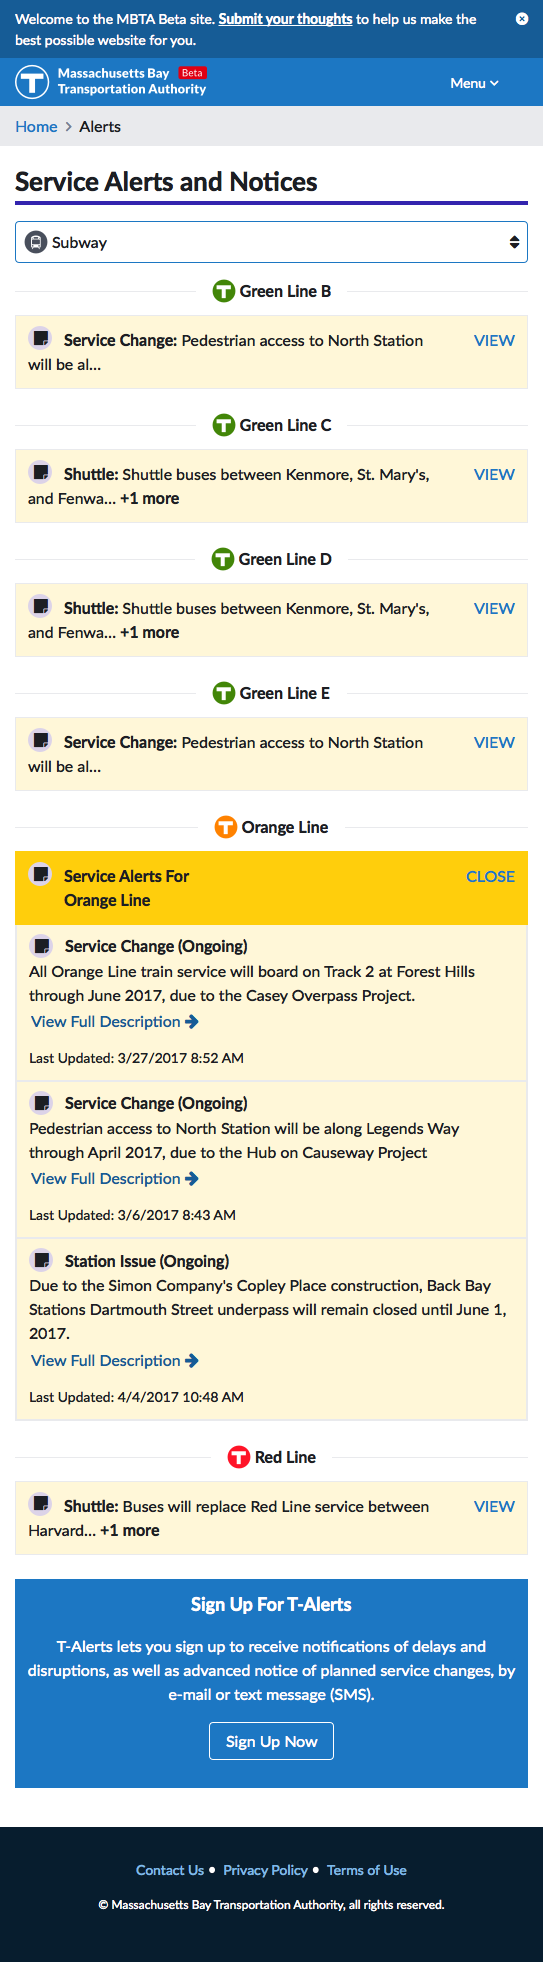 Welcome to the MBTA Beta site. Submit your thoughts to help us make the
best possible website for you.
T Massachusetts Bay Beta
Transportation Authority
Menu
Home > Alerts
Service Alerts and Notices
Subway
T Green Line B
Service Change: Pedestrian access to North Station VIEW
will be al...
T Green Line C
Shuttle: Shuttle buses between Kenmore, St. Mary's, VIEW
and Fenwa... +1 more
T Green Line D
Shuttle: Shuttle buses between Kenmore, St. Mary's, VIEW
and Fenwa... +1 more
T Green Line E
Service Change: Pedestrian access to North Station VIEW
will be al...
T Orange Line
Service Alerts For CLOSE
Orange Line
Service Change (Ongoing)
All Orange Line train service will board on Track 2 at Forest Hills
through June 2017, due to the Casey Overpass Project.
View Full Description
Last Updated: 3/27/2017 8:52 AM
Service Change (Ongoing)
Pedestrian access to North Station will be along Legends Way
through April 2017, due to the Hub on Causeway Project
View Full Description
Last Updated: 3/6/2017 8:43 AM
Station Issue (Ongoing)
Due to the Simon Company's Copley Place construction, Back Bay
Stations Dartmouth Street underpass will remain closed until June 1,
2017.
View Full Description
Last Updated: 4/4/2017 10:48 AM
T Red Line
Shuttle: Buses will replace Red Line service between VIEW
Harvard... +1 more
Sign Up For T-Alerts
T-Alerts lets you sign up to receive notifications of delays and
disruptions, as well as advanced notice of planned service changes, by
e-mail or text message (SMS).
Sign Up Now
Contact Us • Privacy Policy • Terms of Use
© Massachusetts Bay Transportation Authority, all rights reserved.